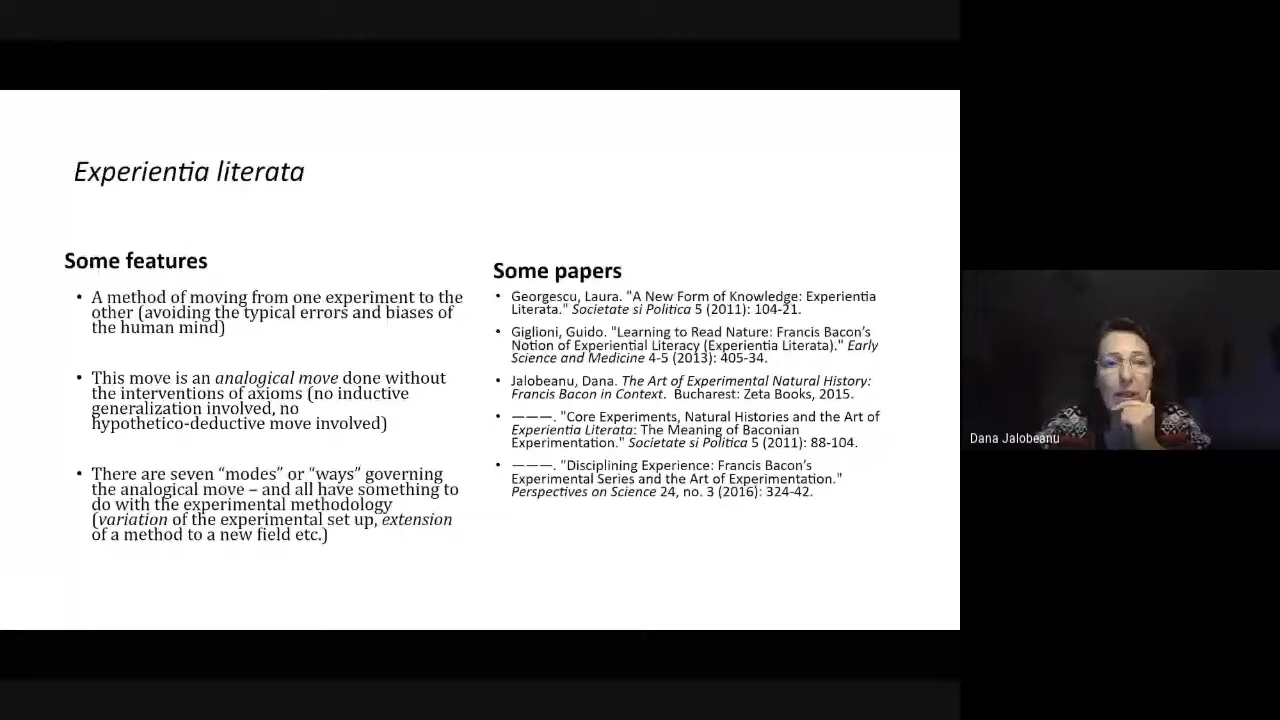 Experientia literata
Some features
• A method of moving from one experiment to the
other (avoiding the typical errors and biases of
the human mind)
• This move is an analogical move done without
the interventions of axioms (no inductive
generalization involved, no
hypothetico-deductive move involved)
• There are seven “modes” or “ways” governing
the analogical move – and all have something to
do with the experimental methodology
(variation of the experimental set up, extension
of a method to a new field etc.)
Some papers
• Georgescu, Laura. "A New Form of Knowledge: Experientia
Literata." Societate si Politica 5 (2011): 104-21.
• Giglioni, Guido. "Learning to Read Nature: Francis Bacon’s
Notion of Experiential Literacy (Experientia Literata)." Early
Science and Medicine 4-5 (2013): 405-34.
• Jalobeanu, Dana. The Art of Experimental Natural History:
Francis Bacon in Context. Bucharest: Zeta Books, 2015.
• ———. "Core Experiments, Natural Histories and the Art of
Experientia Literata: The Meaning of Baconian
Experimentation." Societate si Politica 5 (2011): 88-104.
• ———. "Disciplining Experience: Francis Bacon’s
Experimental Series and the Art of Experimentation."
Perspectives on Science 24, no. 3 (2016): 324-42.
Dana Jalobeanu